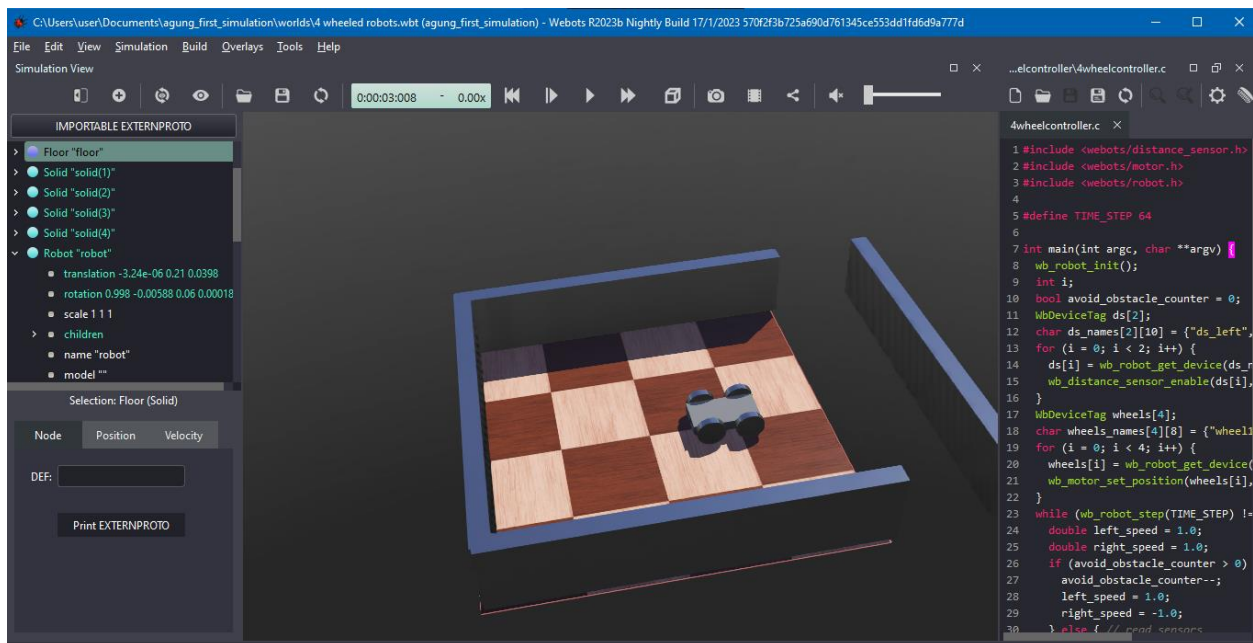 C:\Users\user\Documents\agung_first_simulation\worlds\4 wheeled robots.wbt (agung_first_simulation) - Webots R2023b Nightly Build 17/1/2023 570f2f3b725a690d761345ce553dd1fd6d9a777d
File Edit View Simulation Build Overlays Tools Help
Simulation View
0:00:03:008 - 0.00x
IMPORTABLE EXTERNPROTO
Floor "floor"
Solid "solid(1)"
Solid "solid(2)"
Solid "solid(3)"
Solid "solid(4)"
Robot "robot"
translation -3.24e-06 0.21 0.0398
rotation 0.998 -0.00588 0.06 0.00018
scale 1 1 1
children
name "robot"
model ""
Selection: Floor (Solid)
Node Position Velocity
DEF:
Print EXTERNPROTO
...elcontroller\4wheelcontroller.c
4wheelcontroller.c
1 #include <webots/distance_sensor.h>
2 #include <webots/motor.h>
3 #include <webots/robot.h>
4
5 #define TIME_STEP 64
6
7 int main(int argc, char **argv) {
8 wb_robot_init();
9 int i;
10 bool avoid_obstacle_counter = 0;
11 WbDeviceTag ds[2];
12 char ds_names[2][10] = {"ds_left",
13 for (i = 0; i < 2; i++) {
14 ds[i] = wb_robot_get_device(ds_n
15 wb_distance_sensor_enable(ds[i],
16 }
17 WbDeviceTag wheels[4];
18 char wheels_names[4][8] = {"wheel1
19 for (i = 0; i < 4; i++) {
20 wheels[i] = wb_robot_get_device(
21 wb_motor_set_position(wheels[i],
22 }
23 while (wb_robot_step(TIME_STEP) !=
24 double left_speed = 1.0;
25 double right_speed = 1.0;
26 if (avoid_obstacle_counter > 0)
27 avoid_obstacle_counter--;
28 left_speed = 1.0;
29 right_speed = -1.0;
30 } else { // read sensors